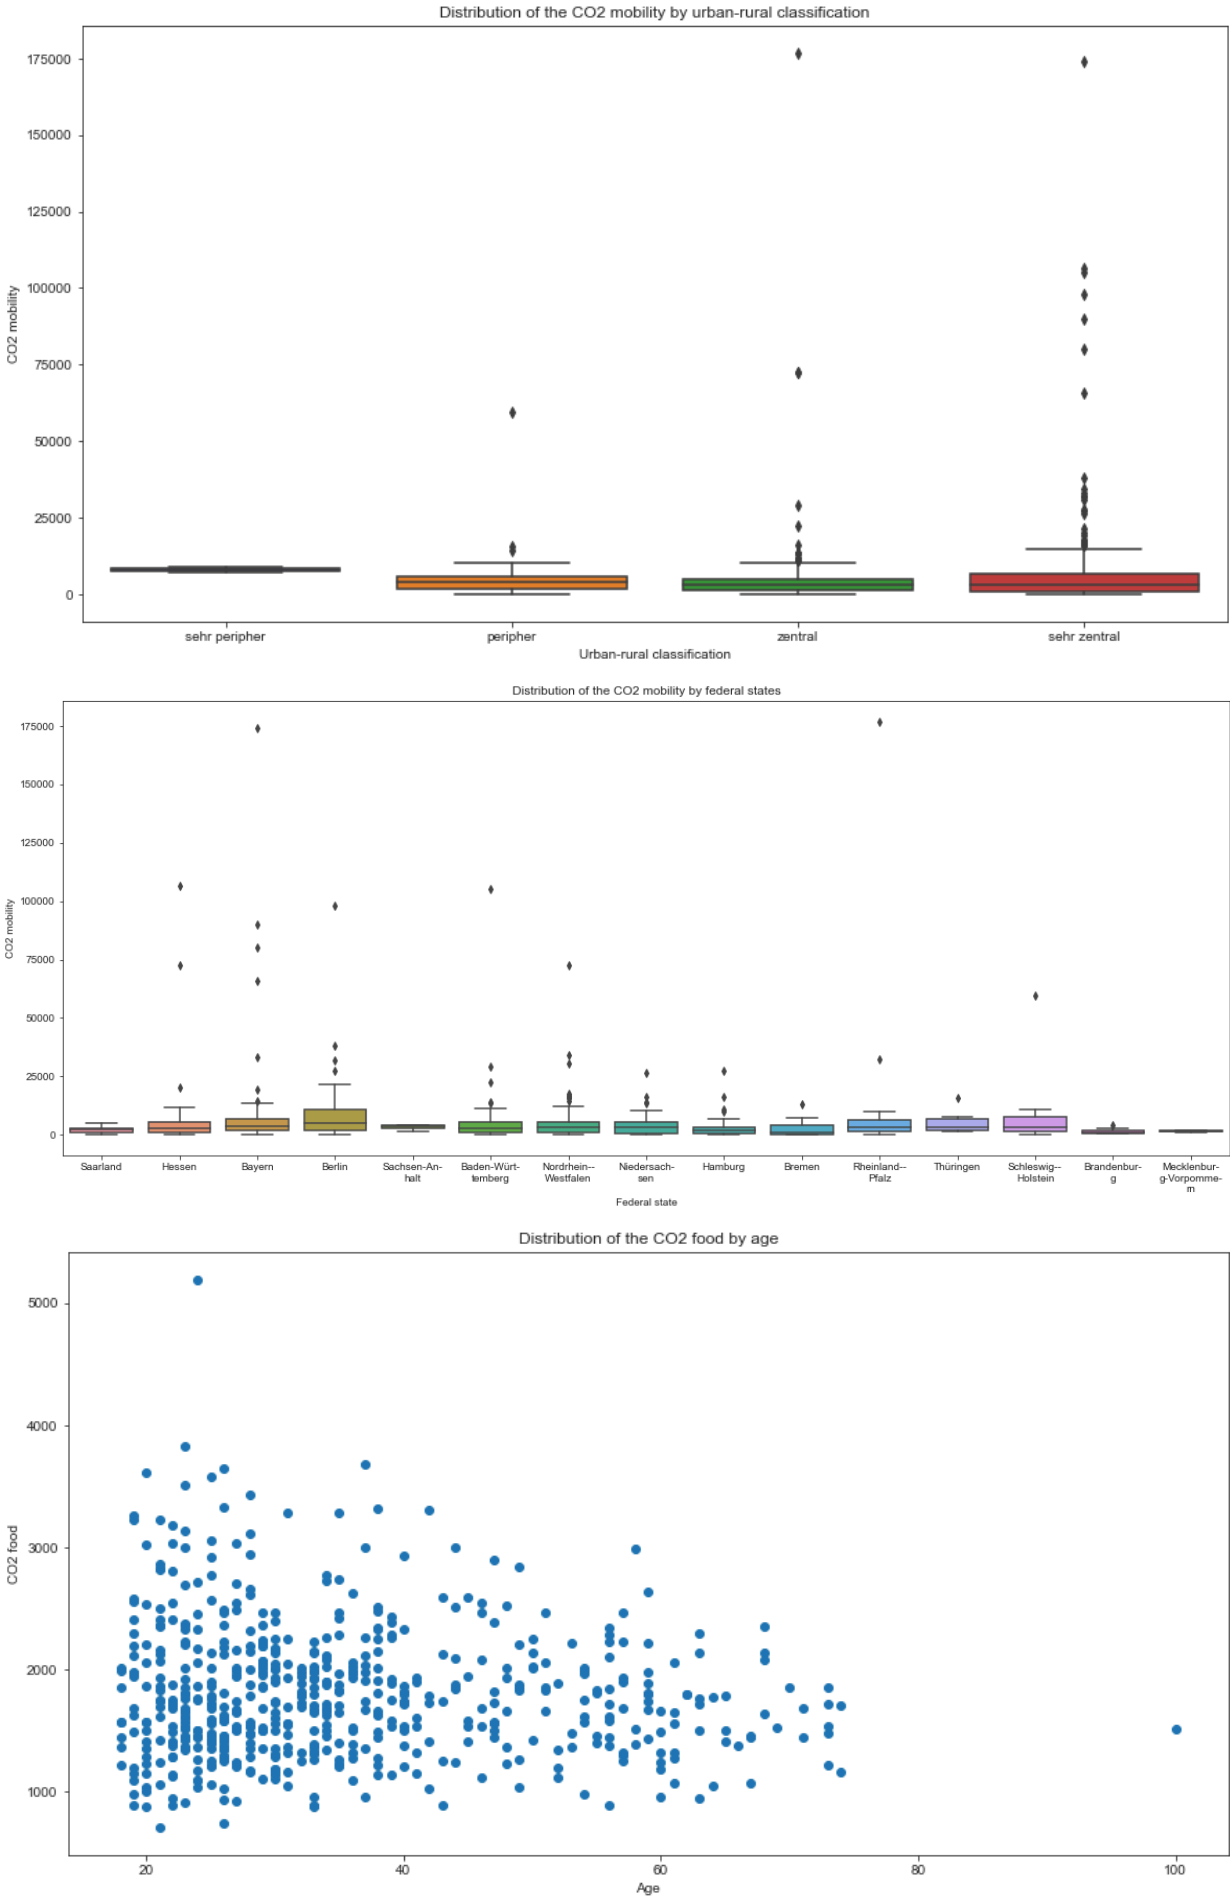 Distribution of the CO2 mobility by urban-rural classification
175000
150000
125000
100000
75000
50000
25000
0
CO2 mobility
sehr peripher peripher zentral sehr zentral
Urban-rural classification
Distribution of the CO2 mobility by federal states
175000
150000
125000
100000
75000
50000
25000
0
CO2 mobility
Saarland Hessen Bayern Berlin Sachsen-An- Baden-Würt- Nordrhein-- Niedersach- Hamburg Bremen Rheinland-- Thüringen Schleswig-- Brandenbur- Mecklenbur-
halt temberg Westfalen sen Pfalz Holstein g g-Vorpomme-
rn
Federal state
Distribution of the CO2 food by age
5000
4000
3000
2000
1000
CO2 food
20 40 60 80 100
Age